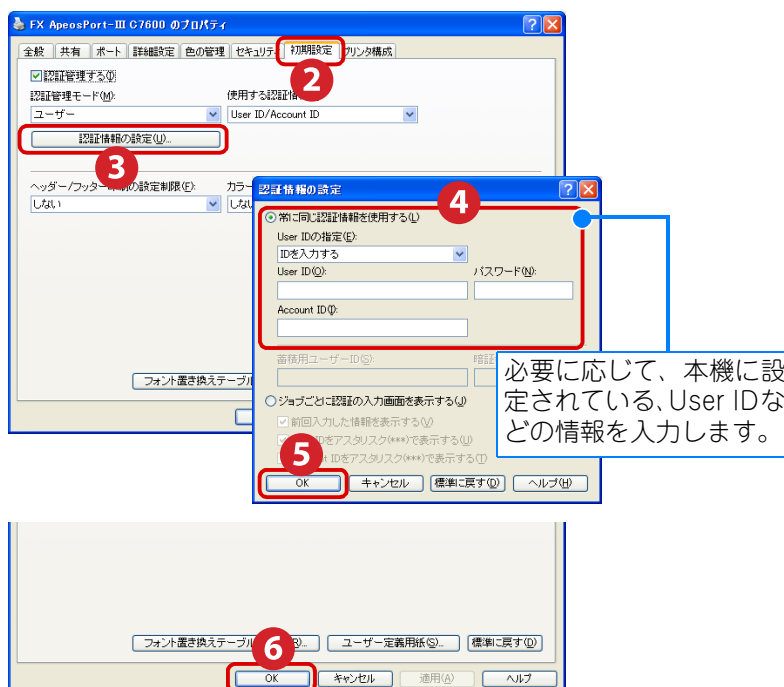 FX ApeosPort-III C7600 のプロパティ
全般 共有 ポート 詳細設定 色の管理 セキュリティ 初期設定 プリンタ構成
2
認証管理する(I)
認証管理モード(M): 使用する認証情
ユーザー User ID/Account ID
認証情報の設定(U)...
3
ヘッダー/フッター の設定制限(F): カラー
しない しな
認証情報の設定
4
常に同じ認証情報を使用する(L)
User IDの指定(E):
IDを入力する
User ID(O): パスワード(N):
Account ID(I):
蓄積用ユーザーID(S): 暗証
必要に応じて、本機に設
定されている、User IDな
どの情報を入力します。
フォント置き換えテーブル
ジョブごとに認証の入力画面を表示する(J)
前回入力した情報を表示する(V)
IDをアスタリスク(***)で表示する(U)
t IDをアスタリスク(***)で表示する(T)
5
OK キャンセル 標準に戻す(D) ヘルプ(H)
フォント置き換えテーブル R)... ユーザー定義用紙(S)... 標準に戻す(D)
6
OK キャンセル 適用(A) ヘルプ